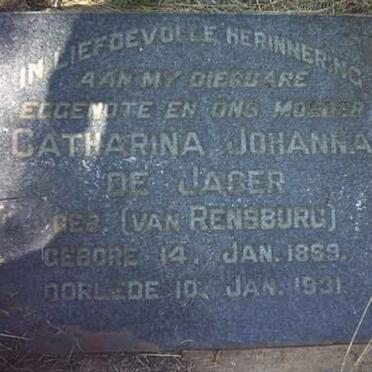 IN LIEFDEVOLLE HERINNERING
AAN MY DIERBARE
EGGENOTE EN ONS MOEDER
CATHARINA JOHANNA
DE JAGER
GEB. (VAN RENSBURG)
GEBORE 14. JAN. 1869.
OORLEDE 10. JAN. 1931.